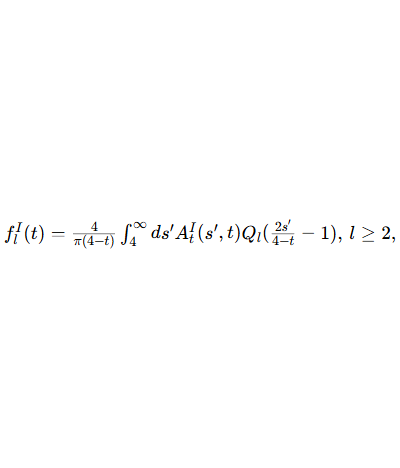 $f_l^I(t) = \frac{4}{\pi(4-t)} \int_4^\infty ds' A_t^I(s',t) Q_l(\frac{2s'}{4-t} - 1), \, l \geq 2,$